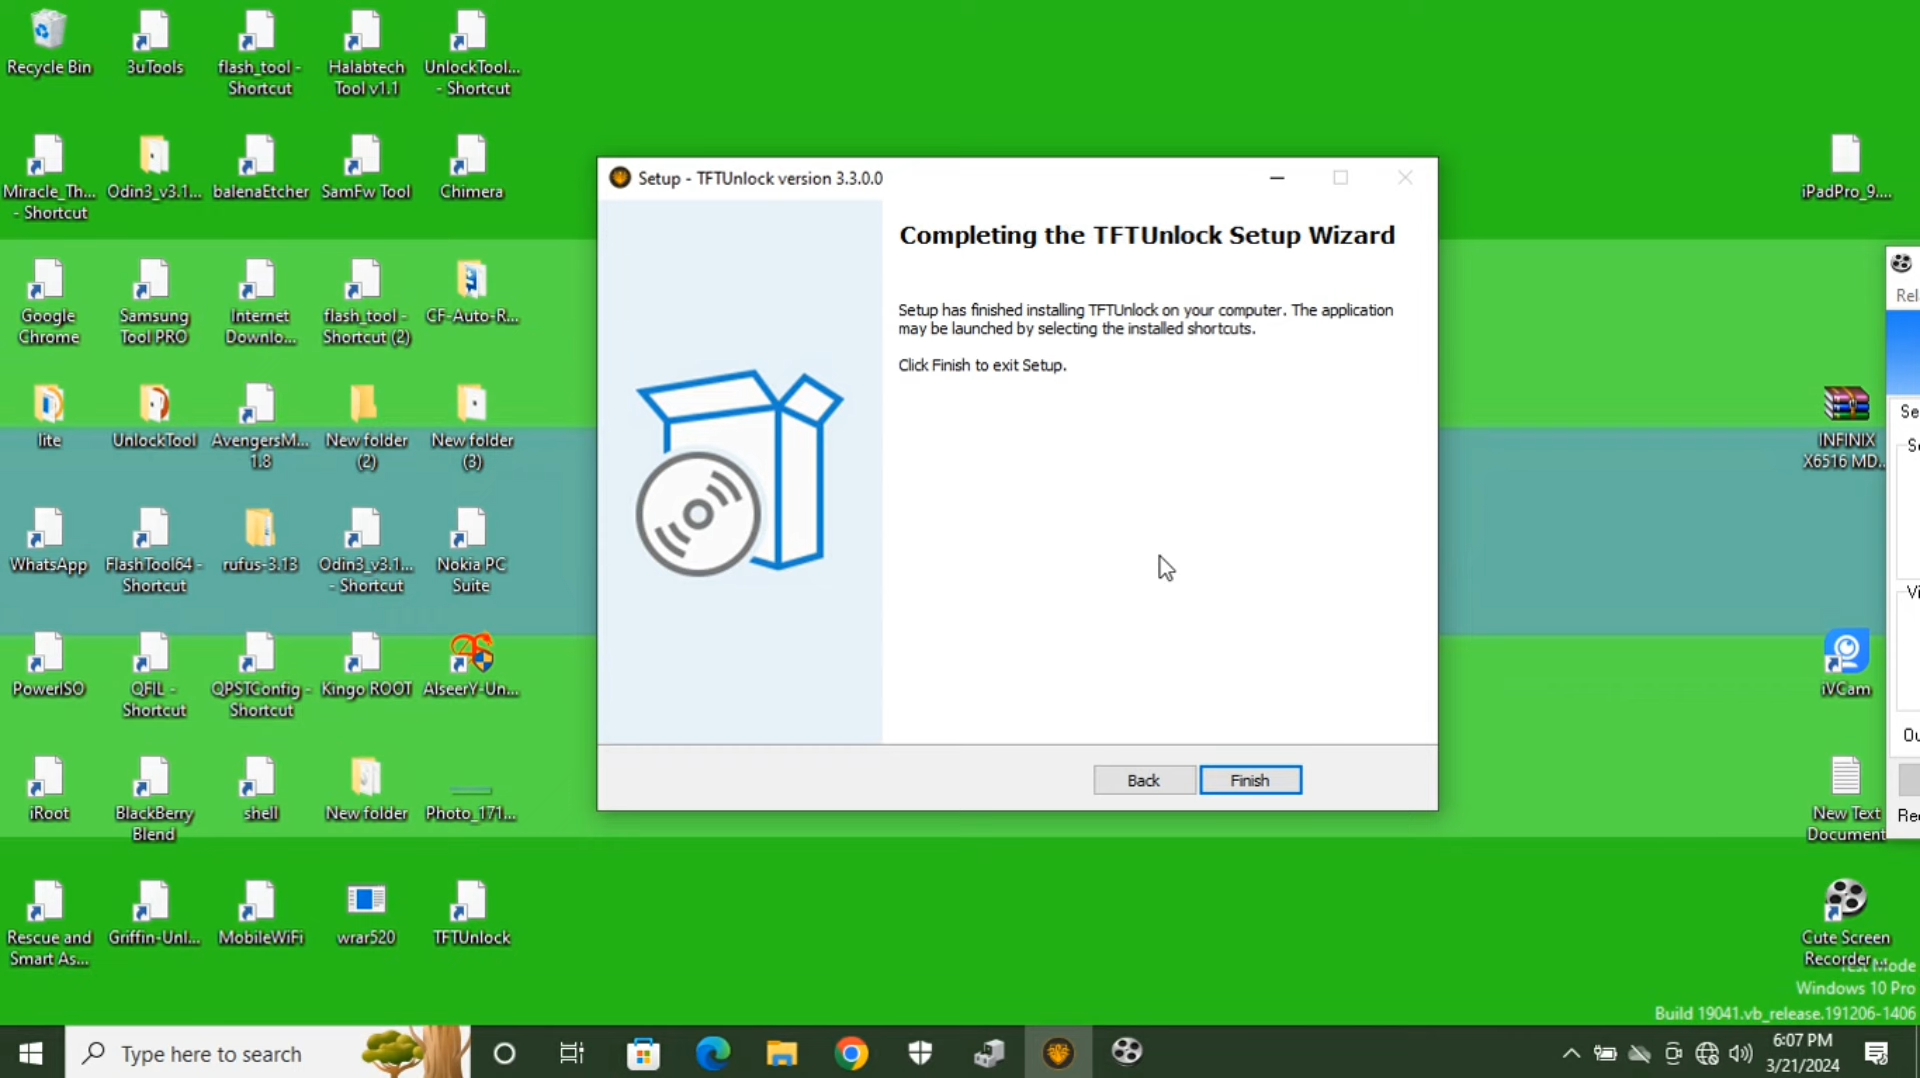 Recycle Bin
3uTools
flash_tool -
Shortcut
Halabtech
Tool v1.1
UnlockTool...
- Shortcut
Miracle_Th...
- Shortcut
Odin3_v3.1...
balenaEtcher
SamFw Tool
Chimera
Google
Chrome
Samsung
Tool PRO
Internet
Downlo...
flash_tool -
Shortcut (2)
CF-Auto-R...
lite
UnlockTool
AvengersM...
1.8
New folder
(2)
New folder
(3)
WhatsApp
FlashTool64 -
Shortcut
rufus-3.13
Odin3_v3.1...
- Shortcut
Nokia PC
Suite
PowerISO
QFIL -
Shortcut
QPSTConfig -
Shortcut
Kingo ROOT
AlseerY-Un...
iRoot
BlackBerry
Blend
shell
New folder
Photo_171...
Rescue and
Smart As...
Griffin-Unl...
MobileWiFi
wrar520
TFTUnlock
Setup - TFTUnlock version 3.3.0.0
Completing the TFTUnlock Setup Wizard
Setup has finished installing TFTUnlock on your computer. The application
may be launched by selecting the installed shortcuts.
Click Finish to exit Setup.
Back
Finish
iPadPro_9....
INFINIX
X6516 MD...
iVCam
New Text
Document
Cute Screen
Recorder ...
Test Mode
Windows 10 Pro
Build 19041.vb_release.191206-1406
Type here to search
6:07 PM
3/21/2024